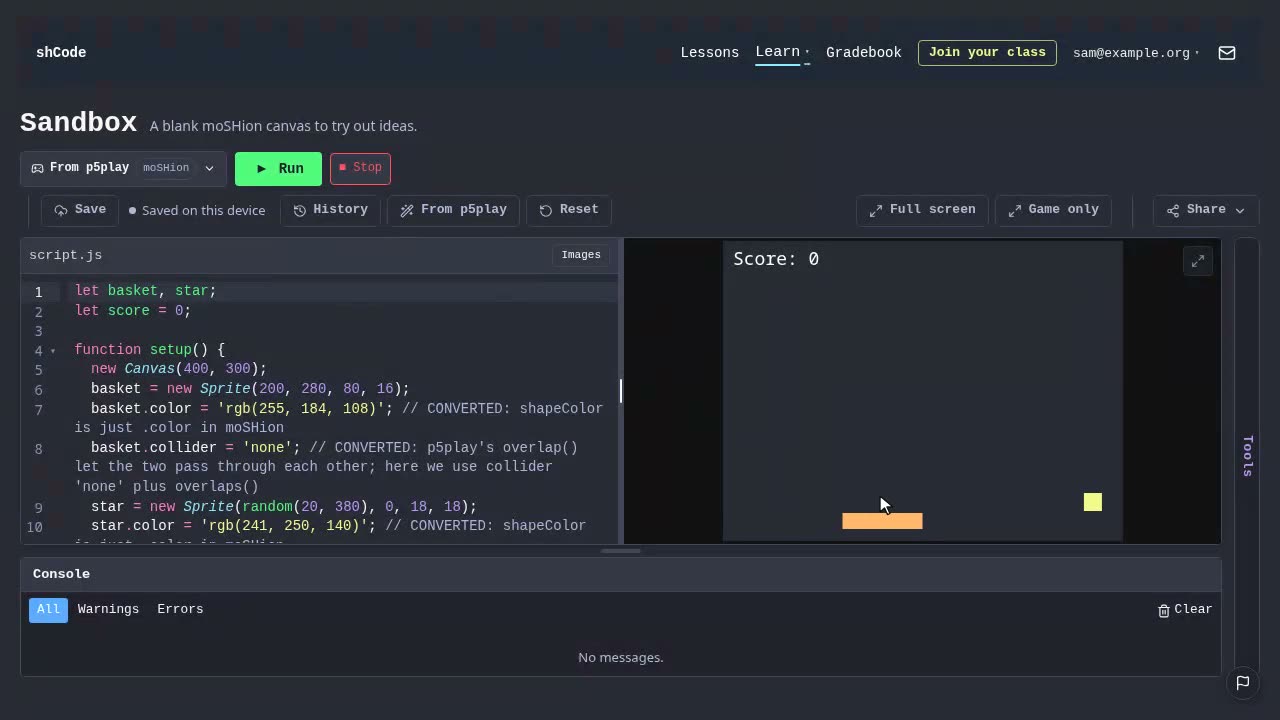 shCode
Lessons
Learn
Gradebook
Join your class
sam@example.org
Sandbox
A blank moSHion canvas to try out ideas.
From p5play
moSHion
Run
Stop
Save
Saved on this device
History
From p5play
Reset
Full screen
Game only
Share
script.js
Images
1 let basket, star;
2 let score = 0;
3
4 function setup() {
5 new Canvas(400, 300);
6 basket = new Sprite(200, 280, 80, 16);
7 basket.color = 'rgb(255, 184, 108)'; // CONVERTED: shapeColor
is just .color in moSHion
8 basket.collider = 'none'; // CONVERTED: p5play's overlap()
let the two pass through each other; here we use collider
'none' plus overlaps()
9 star = new Sprite(random(20, 380), 0, 18, 18);
10 star.color = 'rgb(241, 250, 140)'; // CONVERTED: shapeColor
is just .color in moSHion
Score: 0
Tools
Console
All
Warnings
Errors
Clear
No messages.